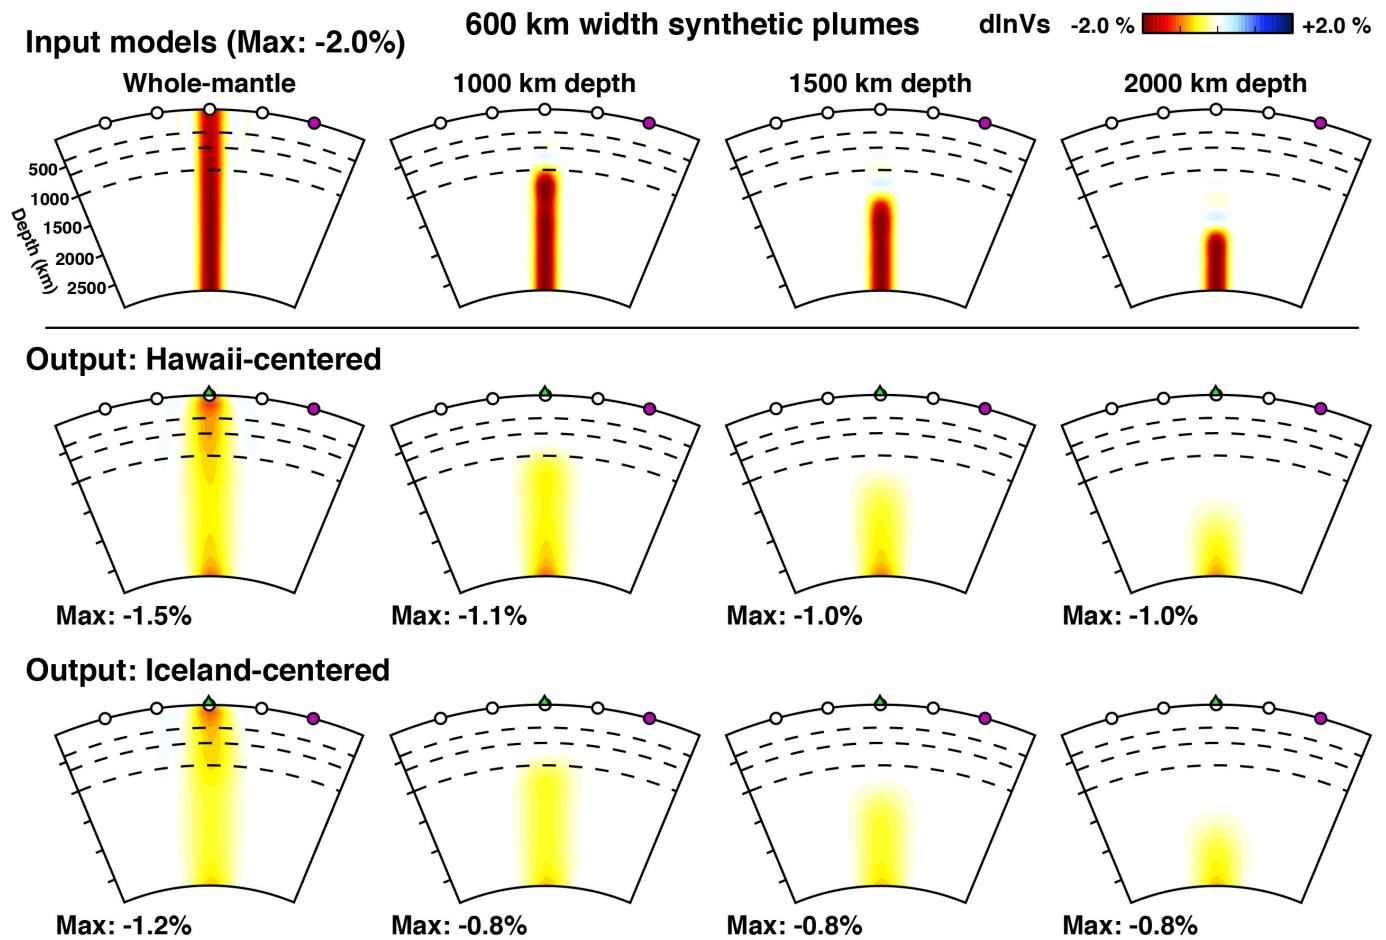 600 km width synthetic plumes
dlnVs -2.0 % +2.0 %
Input models (Max: -2.0%)
Whole-mantle 1000 km depth 1500 km depth 2000 km depth
500
1000
1500
2000
2500
Depth (km)
Output: Hawaii-centered
Max: -1.5% Max: -1.1% Max: -1.0% Max: -1.0%
Output: Iceland-centered
Max: -1.2% Max: -0.8% Max: -0.8% Max: -0.8%